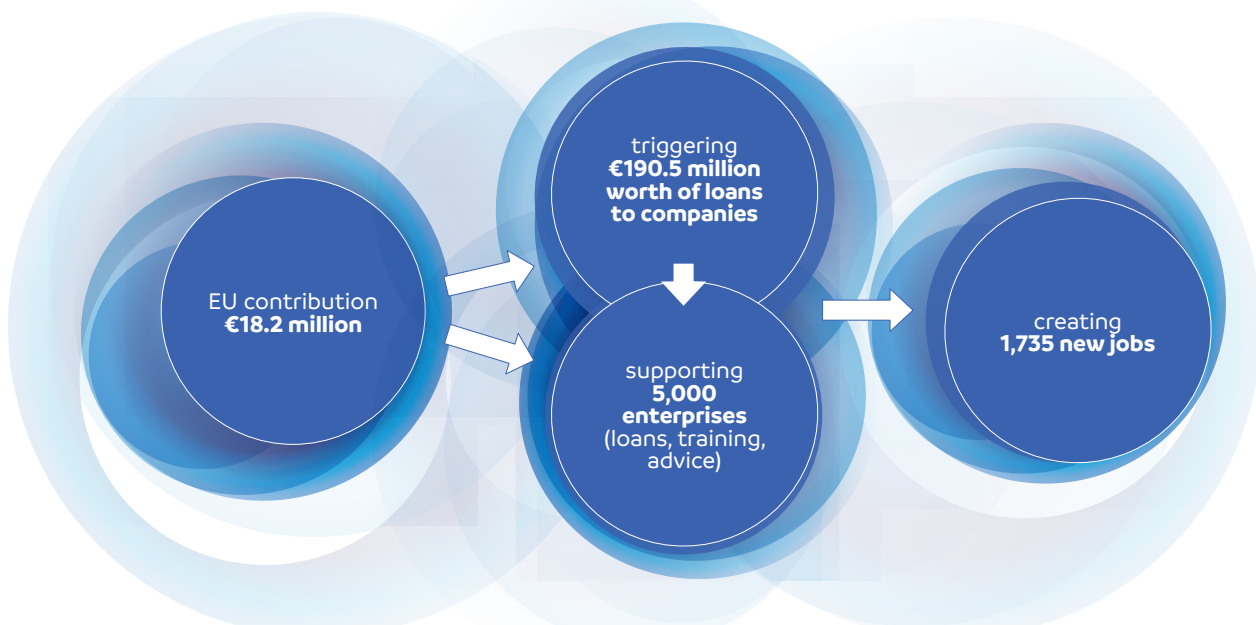 EU contribution
€18.2 million
triggering
€190.5 million
worth of loans
to companies
supporting
5,000
enterprises
(loans, training,
advice)
creating
1,735 new jobs